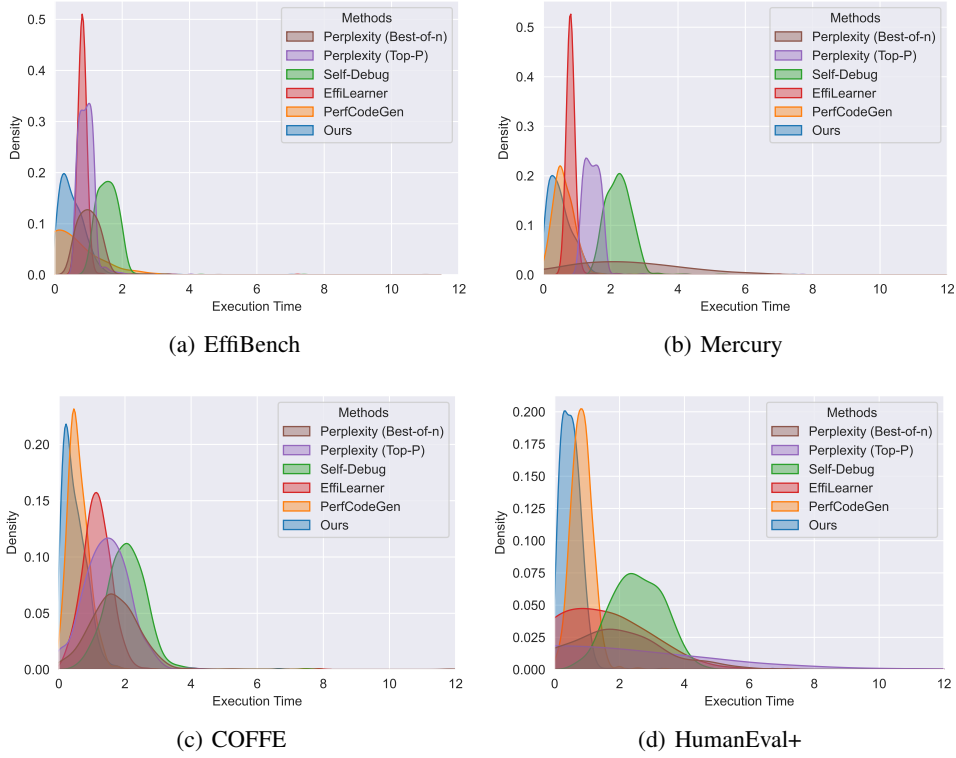 Methods
Perplexity (Best-of-n)
Perplexity (Top-P)
Self-Debug
EffiLearner
PerfCodeGen
Ours
Density
0.5
0.4
0.3
0.2
0.1
0.0
0 2 4 6 8 10 12
Execution Time
(a) EffiBench
Methods
Perplexity (Best-of-n)
Perplexity (Top-P)
Self-Debug
EffiLearner
PerfCodeGen
Ours
Density
0.5
0.4
0.3
0.2
0.1
0.0
0 2 4 6 8 10 12
Execution Time
(b) Mercury
Methods
Perplexity (Best-of-n)
Perplexity (Top-P)
Self-Debug
EffiLearner
PerfCodeGen
Ours
Density
0.20
0.15
0.10
0.05
0.00
0 2 4 6 8 10 12
Execution Time
(c) COFFE
Methods
Perplexity (Best-of-n)
Perplexity (Top-P)
Self-Debug
EffiLearner
PerfCodeGen
Ours
Density
0.200
0.175
0.150
0.125
0.100
0.075
0.050
0.025
0.000
0 2 4 6 8 10 12
Execution Time
(d) HumanEval+